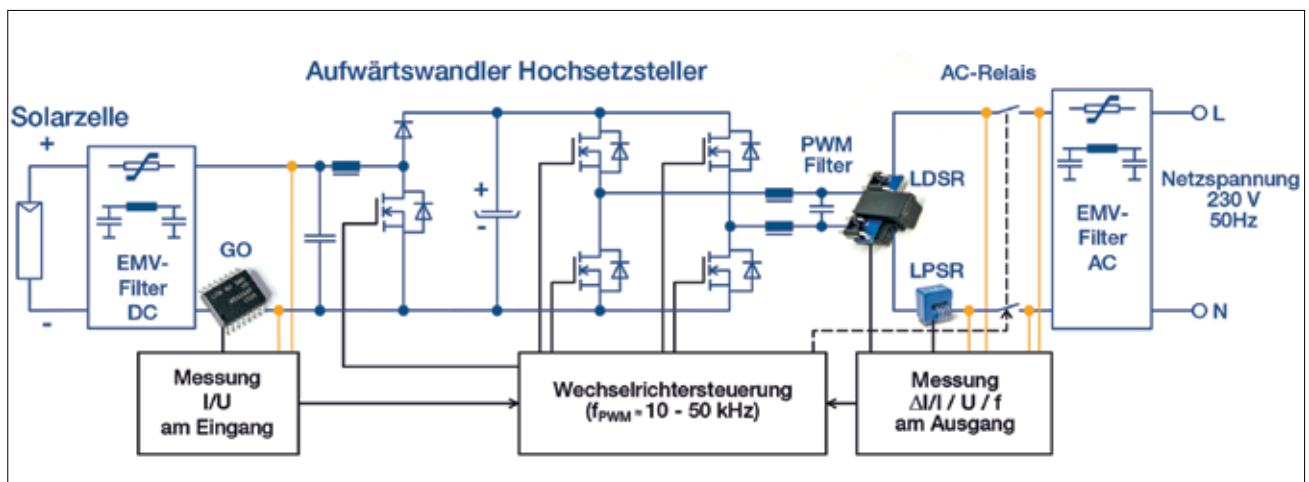 Aufwärtswandler Hochsetzsteller
AC-Relais
Solarzelle
+
-
EMV-
Filter
DC
GO
+
-
PWM
Filter
LDSR
LPSR
EMV-
Filter
AC
L
Netzspannung
230 V
50Hz
N
Messung
I/U
am Eingang
Wechselrichtersteuerung
(fPWM = 10 - 50 kHz)
Messung
ΔI/I / U / f
am Ausgang